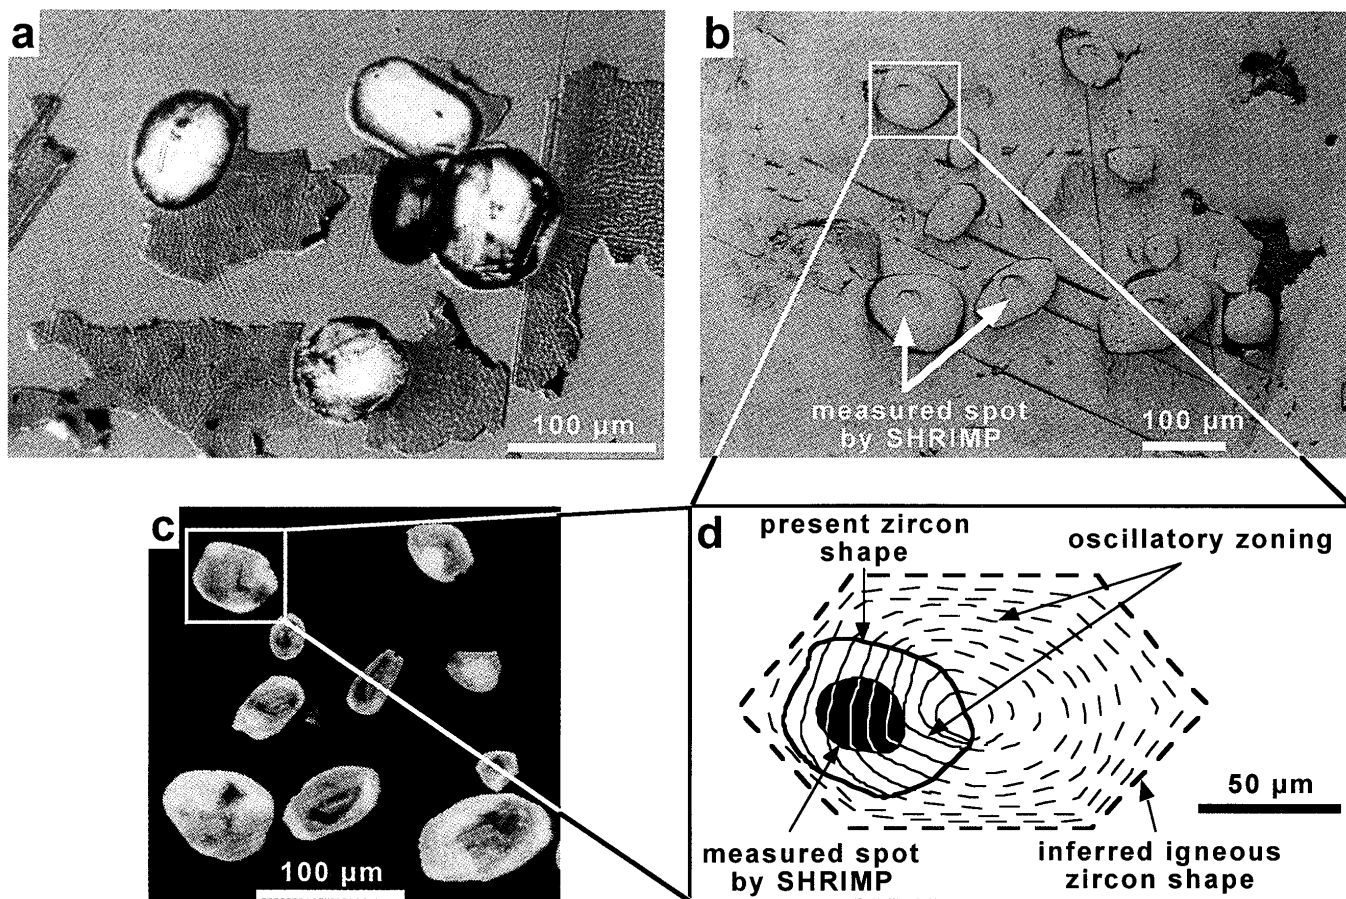 a
100 µm
b
measured spot
by SHRIMP
100 µm
c
100 µm
d
present zircon
shape
oscillatory zoning
50 µm
measured spot
by SHRIMP
inferred igneous
zircon shape